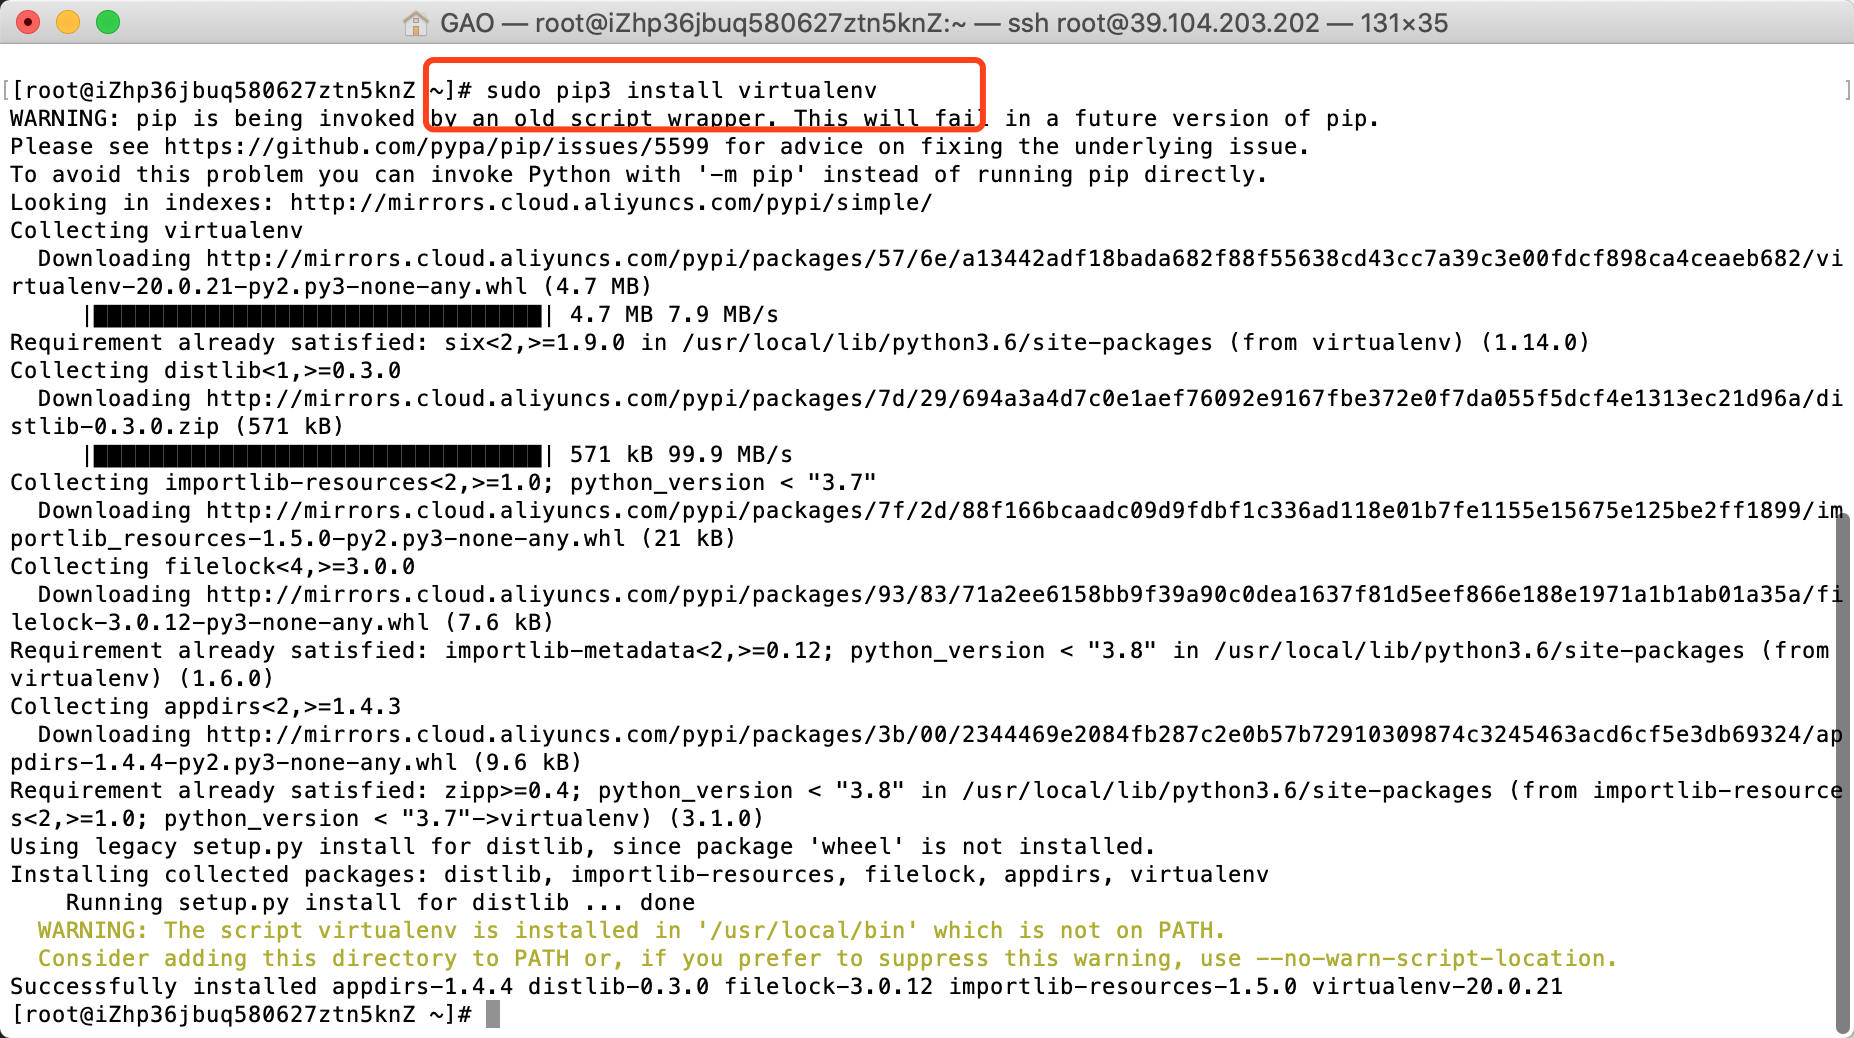 GAO — root@iZhp36jbuq580627ztn5knZ:~ — ssh root@39.104.203.202 — 131×35
[[root@iZhp36jbuq580627ztn5knZ ~]# sudo pip3 install virtualenv ]
WARNING: pip is being invoked by an old script wrapper. This will fail in a future version of pip.
Please see https://github.com/pypa/pip/issues/5599 for advice on fixing the underlying issue.
To avoid this problem you can invoke Python with '-m pip' instead of running pip directly.
Looking in indexes: http://mirrors.cloud.aliyuncs.com/pypi/simple/
Collecting virtualenv
  Downloading http://mirrors.cloud.aliyuncs.com/pypi/packages/57/6e/a13442adf18bada682f88f55638cd43cc7a39c3e00fdcf898ca4ceaeb682/vi
rtualenv-20.0.21-py2.py3-none-any.whl (4.7 MB)
     |████████████████████████████████| 4.7 MB 7.9 MB/s
Requirement already satisfied: six<2,>=1.9.0 in /usr/local/lib/python3.6/site-packages (from virtualenv) (1.14.0)
Collecting distlib<1,>=0.3.0
  Downloading http://mirrors.cloud.aliyuncs.com/pypi/packages/7d/29/694a3a4d7c0e1aef76092e9167fbe372e0f7da055f5dcf4e1313ec21d96a/di
stlib-0.3.0.zip (571 kB)
     |████████████████████████████████| 571 kB 99.9 MB/s
Collecting importlib-resources<2,>=1.0; python_version < "3.7"
  Downloading http://mirrors.cloud.aliyuncs.com/pypi/packages/7f/2d/88f166bcaadc09d9fdbf1c336ad118e01b7fe1155e15675e125be2ff1899/im
portlib_resources-1.5.0-py2.py3-none-any.whl (21 kB)
Collecting filelock<4,>=3.0.0
  Downloading http://mirrors.cloud.aliyuncs.com/pypi/packages/93/83/71a2ee6158bb9f39a90c0dea1637f81d5eef866e188e1971a1b1ab01a35a/fi
lelock-3.0.12-py3-none-any.whl (7.6 kB)
Requirement already satisfied: importlib-metadata<2,>=0.12; python_version < "3.8" in /usr/local/lib/python3.6/site-packages (from
virtualenv) (1.6.0)
Collecting appdirs<2,>=1.4.3
  Downloading http://mirrors.cloud.aliyuncs.com/pypi/packages/3b/00/2344469e2084fb287c2e0b57b72910309874c3245463acd6cf5e3db69324/ap
pdirs-1.4.4-py2.py3-none-any.whl (9.6 kB)
Requirement already satisfied: zipp>=0.4; python_version < "3.8" in /usr/local/lib/python3.6/site-packages (from importlib-resource
s<2,>=1.0; python_version < "3.7"->virtualenv) (3.1.0)
Using legacy setup.py install for distlib, since package 'wheel' is not installed.
Installing collected packages: distlib, importlib-resources, filelock, appdirs, virtualenv
    Running setup.py install for distlib ... done
  WARNING: The script virtualenv is installed in '/usr/local/bin' which is not on PATH.
  Consider adding this directory to PATH or, if you prefer to suppress this warning, use --no-warn-script-location.
Successfully installed appdirs-1.4.4 distlib-0.3.0 filelock-3.0.12 importlib-resources-1.5.0 virtualenv-20.0.21
[root@iZhp36jbuq580627ztn5knZ ~]#